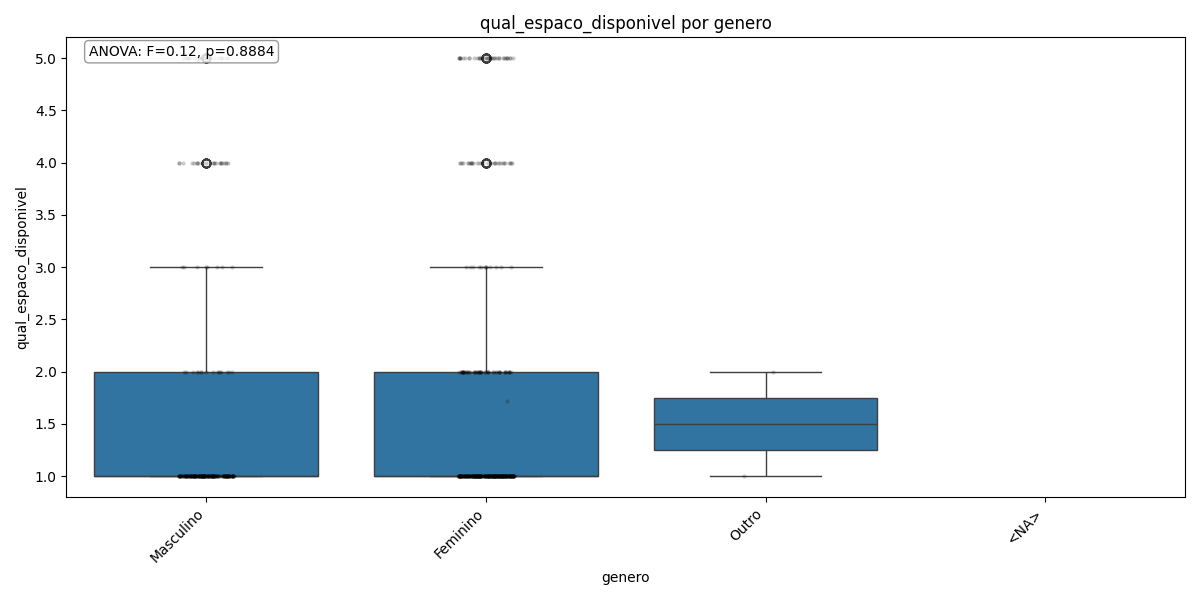 qual_espaco_disponivel por genero
ANOVA: F=0.12, p=0.8884
5.0
4.5
4.0
3.5
3.0
2.5
2.0
1.5
1.0
qual_espaco_disponivel
Masculino
Feminino
Outro
<NA>
genero